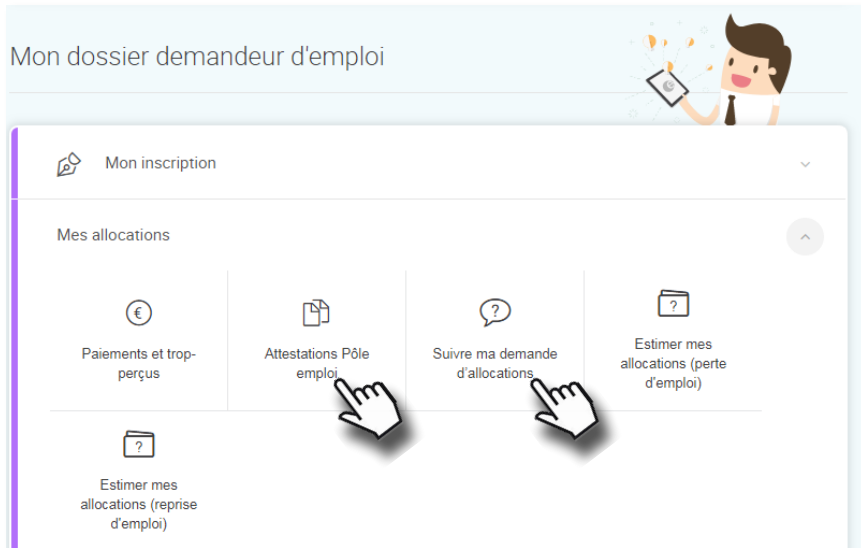 Mon dossier demandeur d'emploi
Mon inscription
Mes allocations
Paiements et trop-
perçus
Attestations Pôle
emploi
Suivre ma demande
d'allocations
Estimer mes
allocations (perte
d'emploi)
Estimer mes
allocations (reprise
d'emploi)